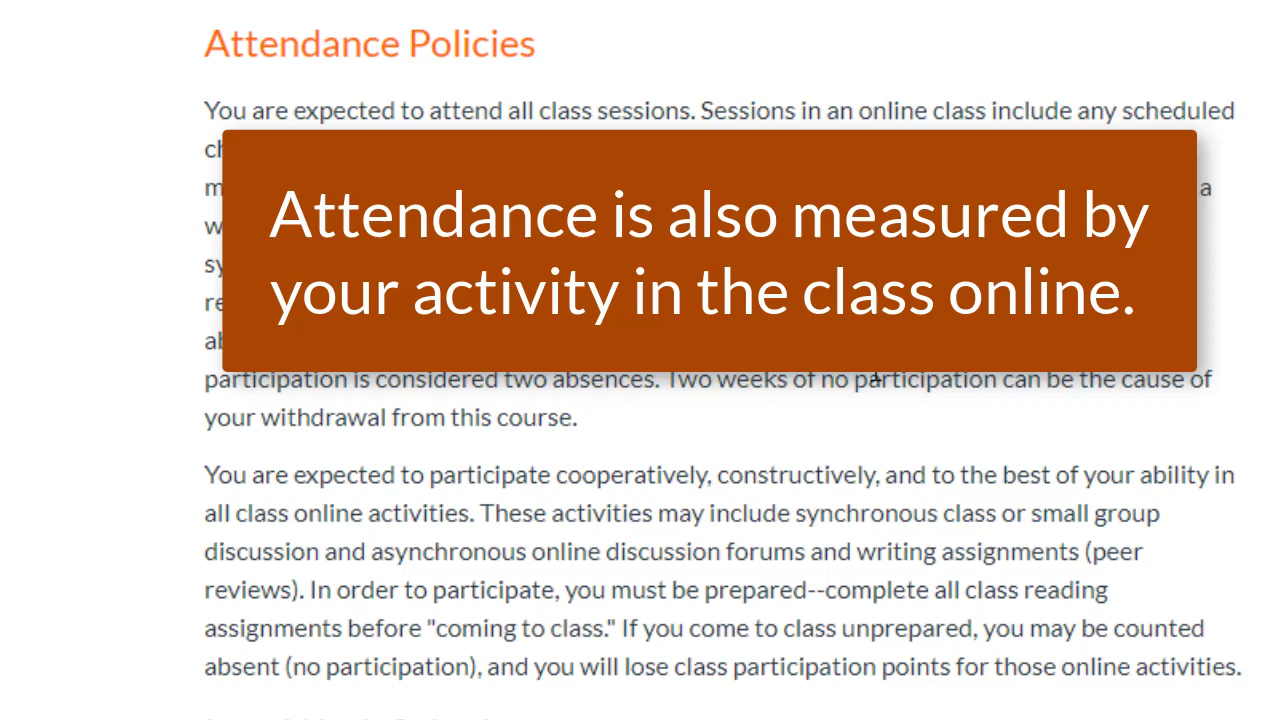 Attendance Policies
You are expected to attend all class sessions. Sessions in an online class include any scheduled
a
Attendance is also measured by
your activity in the class online.
participation is considered two absences. Two weeks of no participation can be the cause of
your withdrawal from this course.
You are expected to participate cooperatively, constructively, and to the best of your ability in
all class online activities. These activities may include synchronous class or small group
discussion and asynchronous online discussion forums and writing assignments (peer
reviews). In order to participate, you must be prepared--complete all class reading
assignments before "coming to class." If you come to class unprepared, you may be counted
absent (no participation), and you will lose class participation points for those online activities.